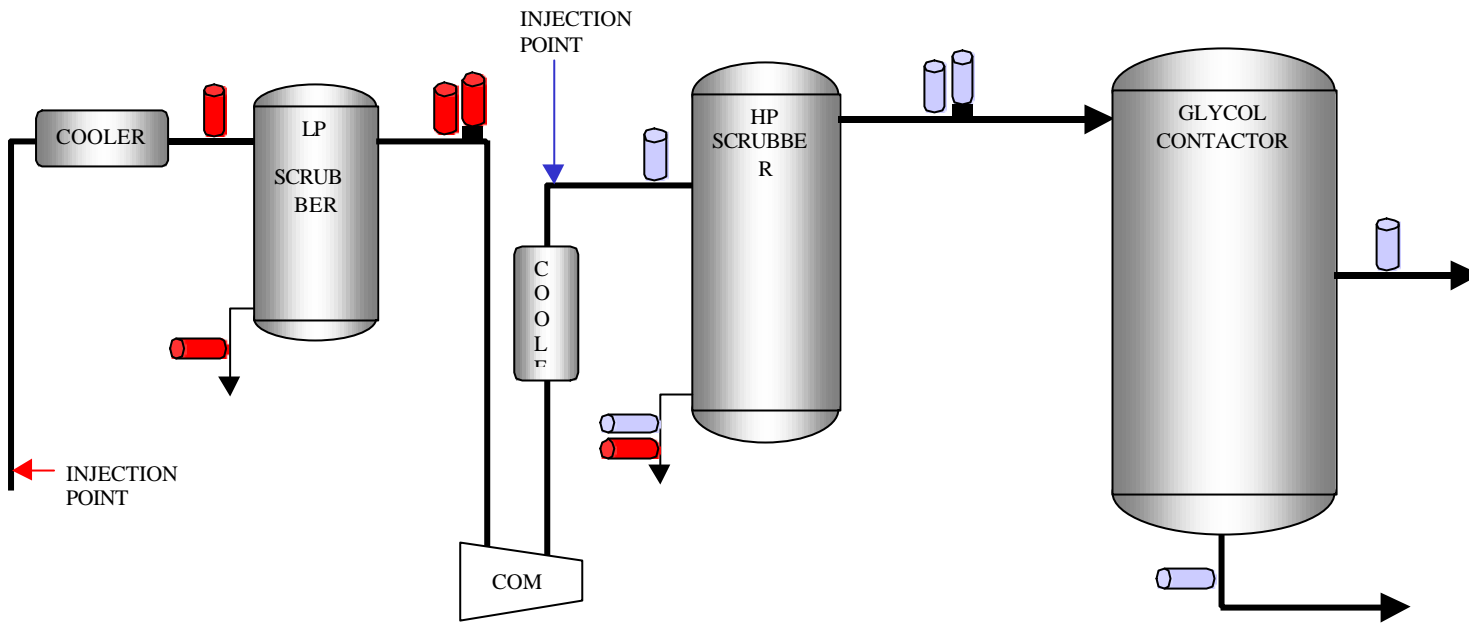 INJECTION
POINT
COOLER
LP
SCRUB
BER
HP
SCRUBBE
R
GLYCOL
CONTACTOR
C
O
O
L
INJECTION
POINT
COM